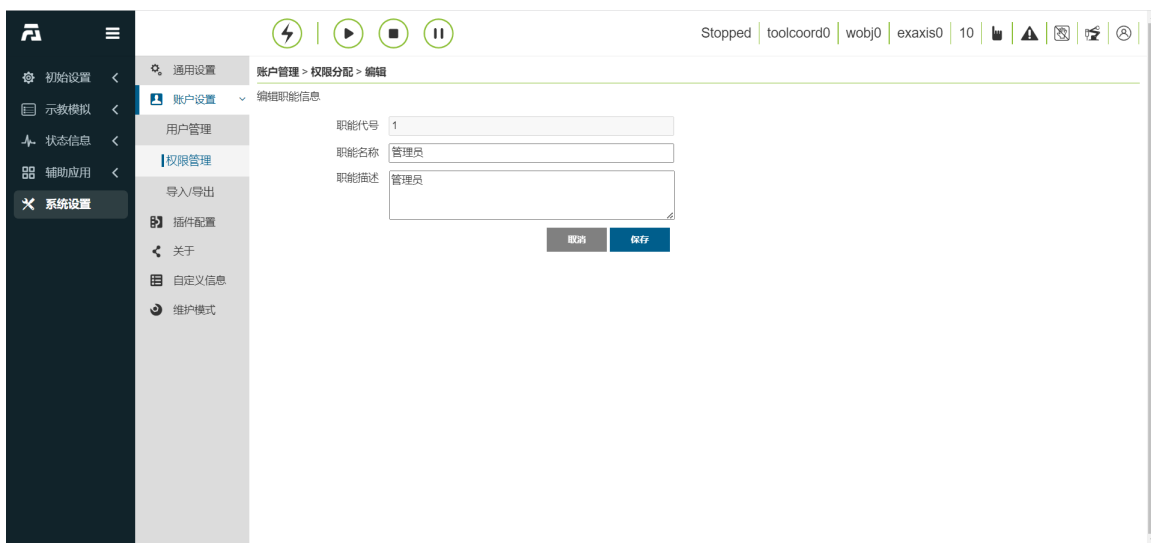 Stopped toolcoord0 wobj0 exaxis0 10
初始设置
示教模拟
状态信息
辅助应用
系统设置
通用设置
账户设置
用户管理
权限管理
导入/导出
插件配置
关于
自定义信息
维护模式
账户管理 > 权限分配 > 编辑
编辑职能信息
职能代号 1
职能名称 管理员
职能描述 管理员
取消 保存